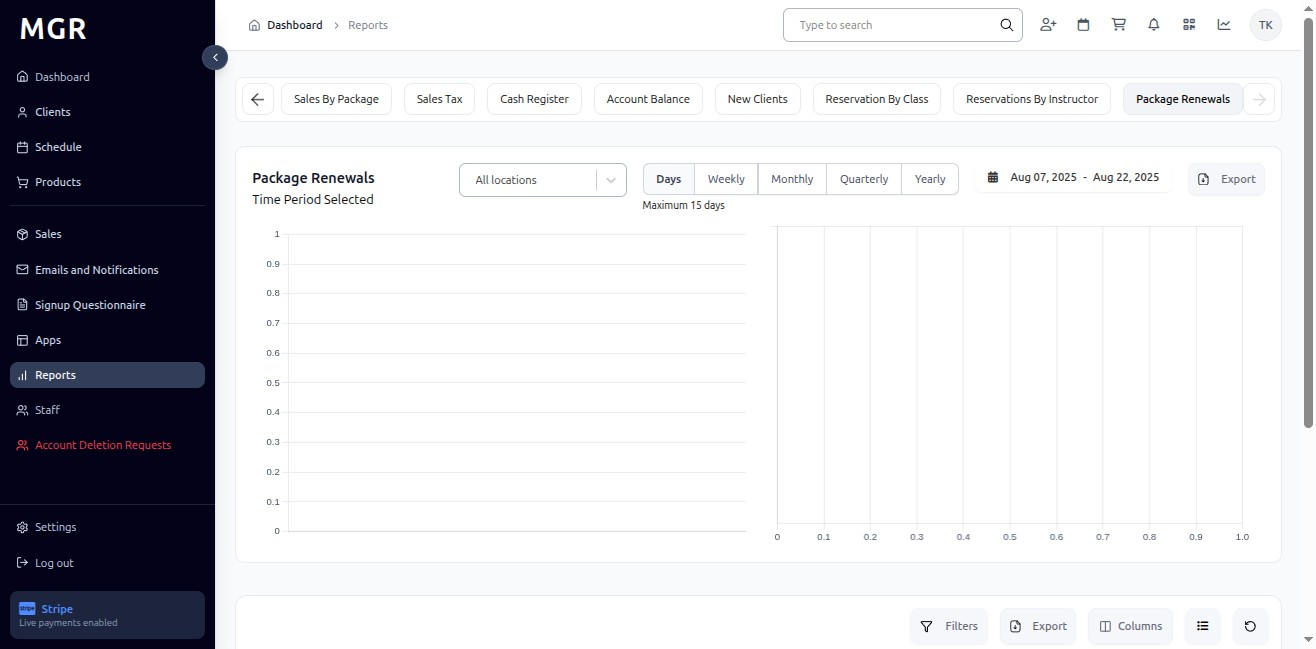 MGR
Dashboard
Clients
Schedule
Products
Sales
Emails and Notifications
Signup Questionnaire
Apps
Reports
Staff
Account Deletion Requests
Settings
Log out
stripe Stripe
Live payments enabled
Dashboard > Reports
Type to search
TK
Sales By Package
Sales Tax
Cash Register
Account Balance
New Clients
Reservation By Class
Reservations By Instructor
Package Renewals
Package Renewals
Time Period Selected
All locations
Days
Weekly
Monthly
Quarterly
Yearly
Maximum 15 days
Aug 07, 2025 - Aug 22, 2025
Export
1
0.9
0.8
0.7
0.6
0.5
0.4
0.3
0.2
0.1
0
0 0.1 0.2 0.3 0.4 0.5 0.6 0.7 0.8 0.9 1.0
Filters
Export
Columns